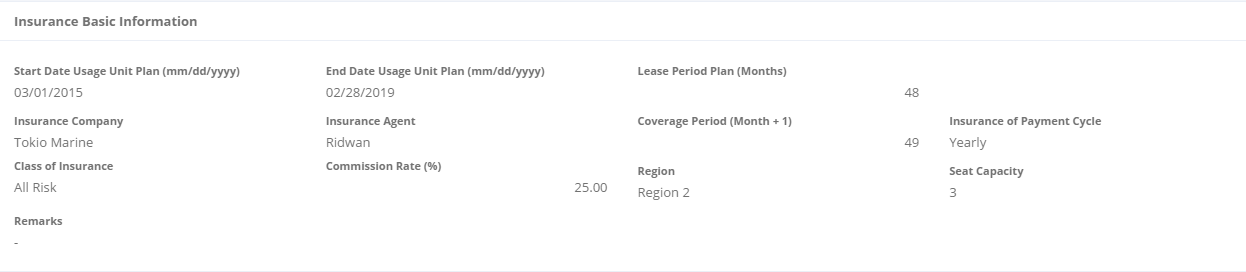 Insurance Basic Information
Start Date Usage Unit Plan (mm/dd/yyyy) End Date Usage Unit Plan (mm/dd/yyyy) Lease Period Plan (Months)
03/01/2015 02/28/2019 48
Insurance Company Insurance Agent Coverage Period (Month + 1) Insurance of Payment Cycle
Tokio Marine Ridwan 49 Yearly
Class of Insurance Commission Rate (%) Region Seat Capacity
All Risk 25.00 Region 2 3
Remarks
-